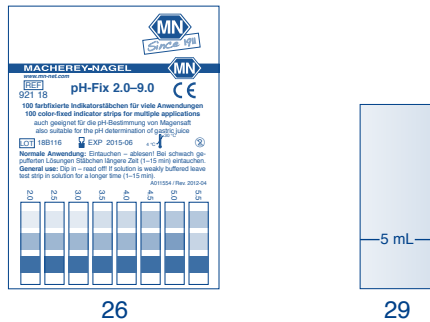 MN
Since 1911
MACHEREY-NAGEL
MN
www.mn-net.com
REF
921 18
pH-Fix 2.0–9.0
CE
100 farbfixierte Indikatorstäbchen für viele Anwendungen
100 color-fixed indicator strips for multiple applications
auch geeignet für die pH-Bestimmung von Magensaft
also suitable for the pH determination of gastric juice
LOT 18B116 EXP 2015-06 4 °C 30 °C 2
Normale Anwendung: Eintauchen – ablesen! Bei schwach ge-
pufferten Lösungen Stäbchen längere Zeit (1–15 min) eintauchen.
General use: Dip in – read off! If solution is weakly buffered leave
test strip in solution for a longer time (1–15 min).
A011554 / Rev. 2012-04
2.0 2.5 3.0 3.5 4.0 4.5 5.0 5.5
5 mL
26 29